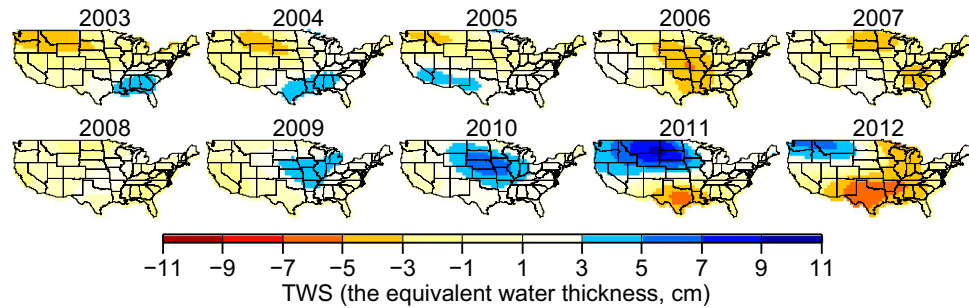 2003 2004 2005 2006 2007
2008 2009 2010 2011 2012
−11 −9 −7 −5 −3 −1 1 3 5 7 9 11
TWS (the equivalent water thickness, cm)